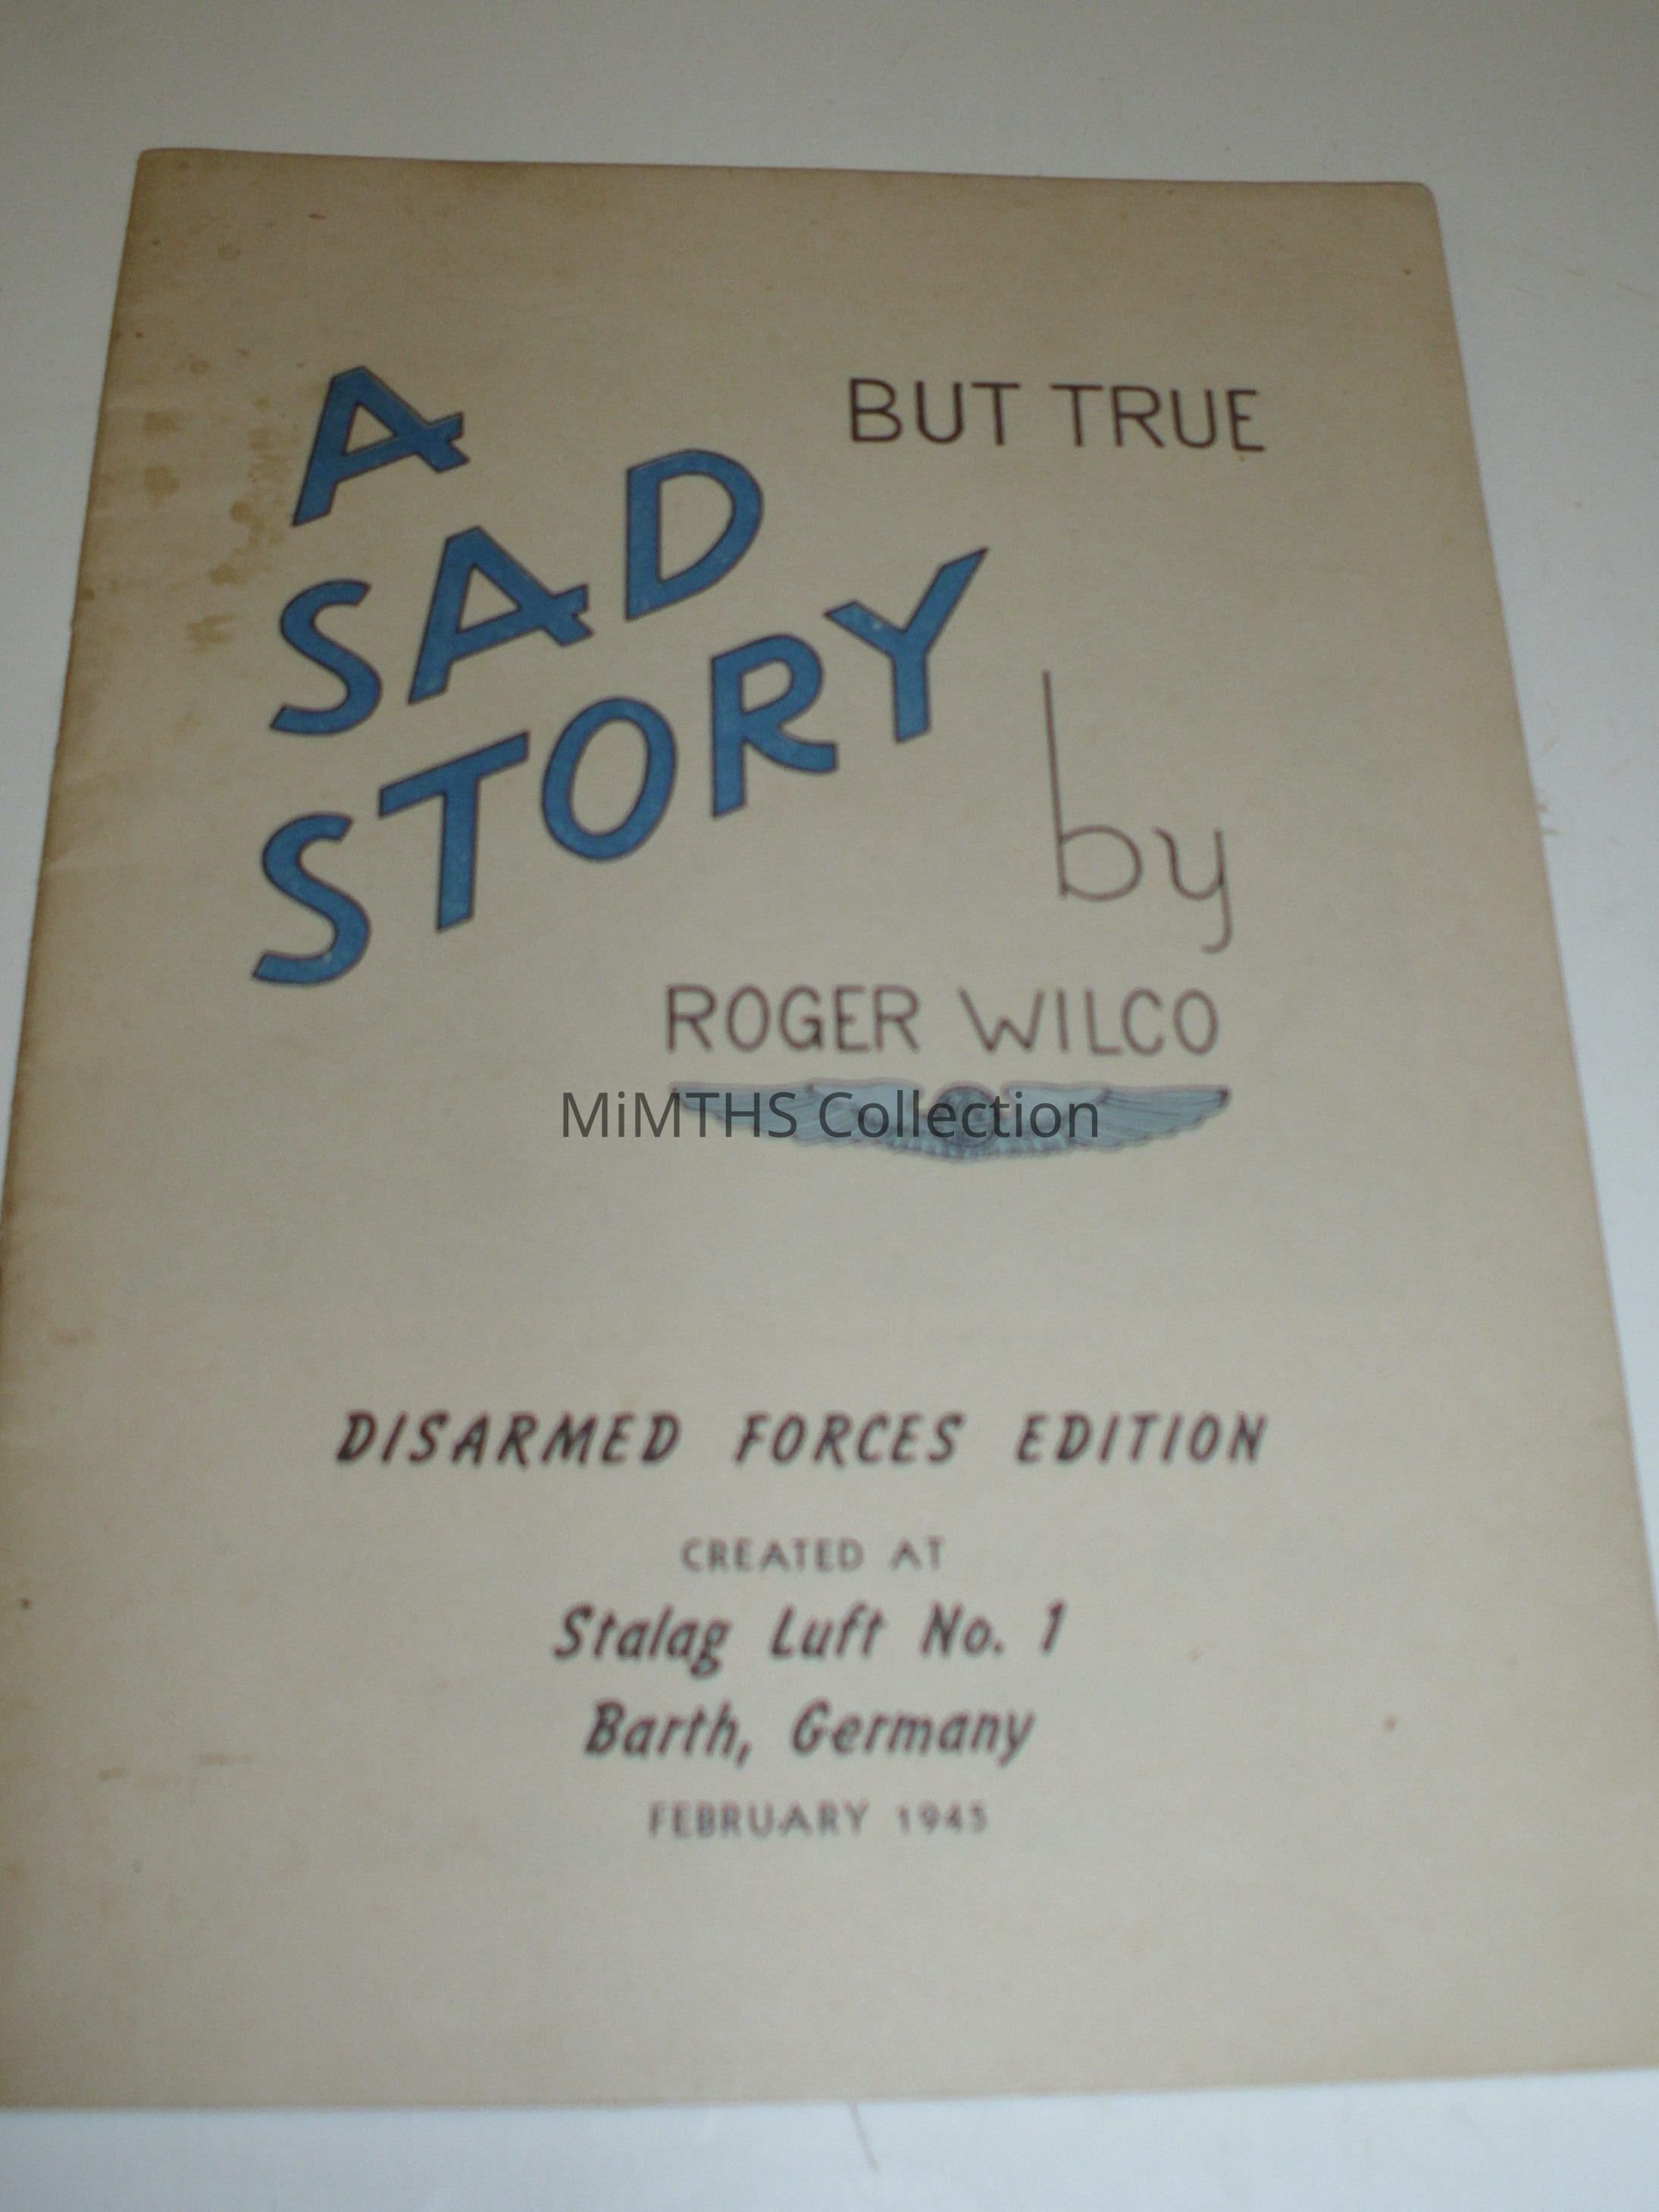 A
SAD
STORY
BUT TRUE
by
ROGER WILCO
MiMTHS Collection
DISARMED FORCES EDITION
CREATED AT
Stalag Luft No. 1
Barth, Germany
FEBRUARY 1945